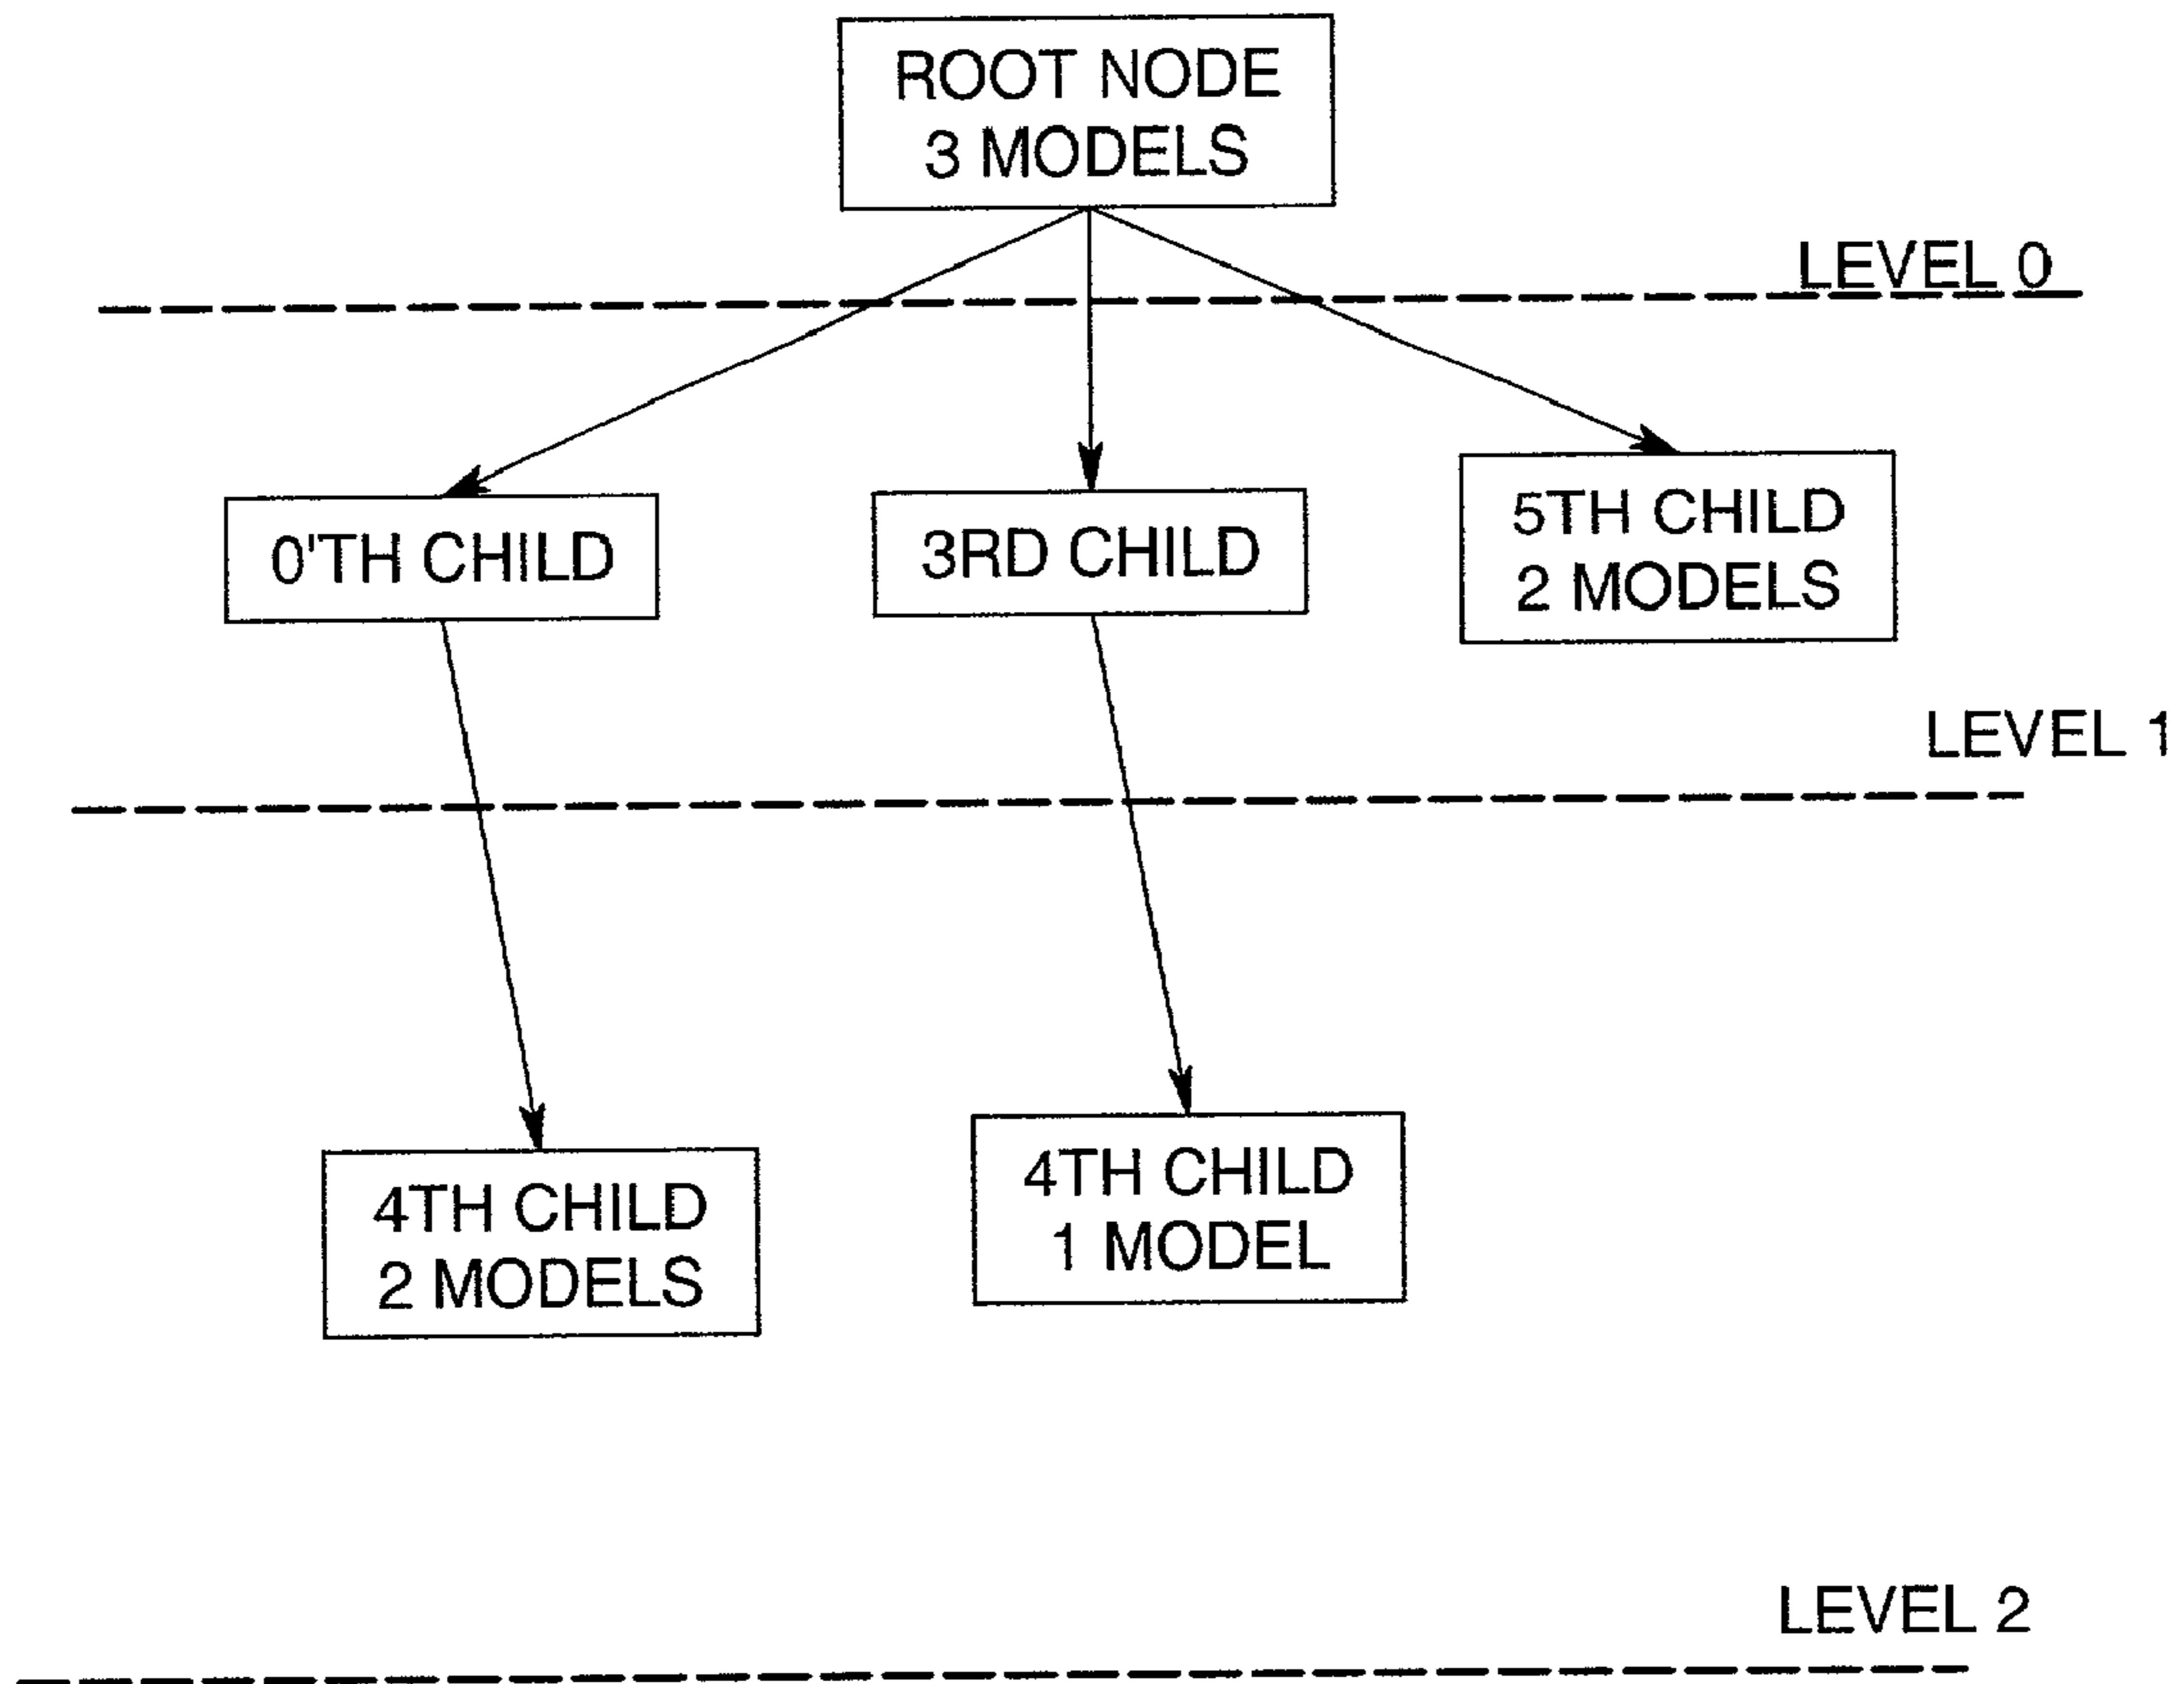 ROOT NODE
3 MODELS
LEVEL 0
0'TH CHILD
3RD CHILD
5TH CHILD
2 MODELS
LEVEL 1
4TH CHILD
2 MODELS
4TH CHILD
1 MODEL
LEVEL 2